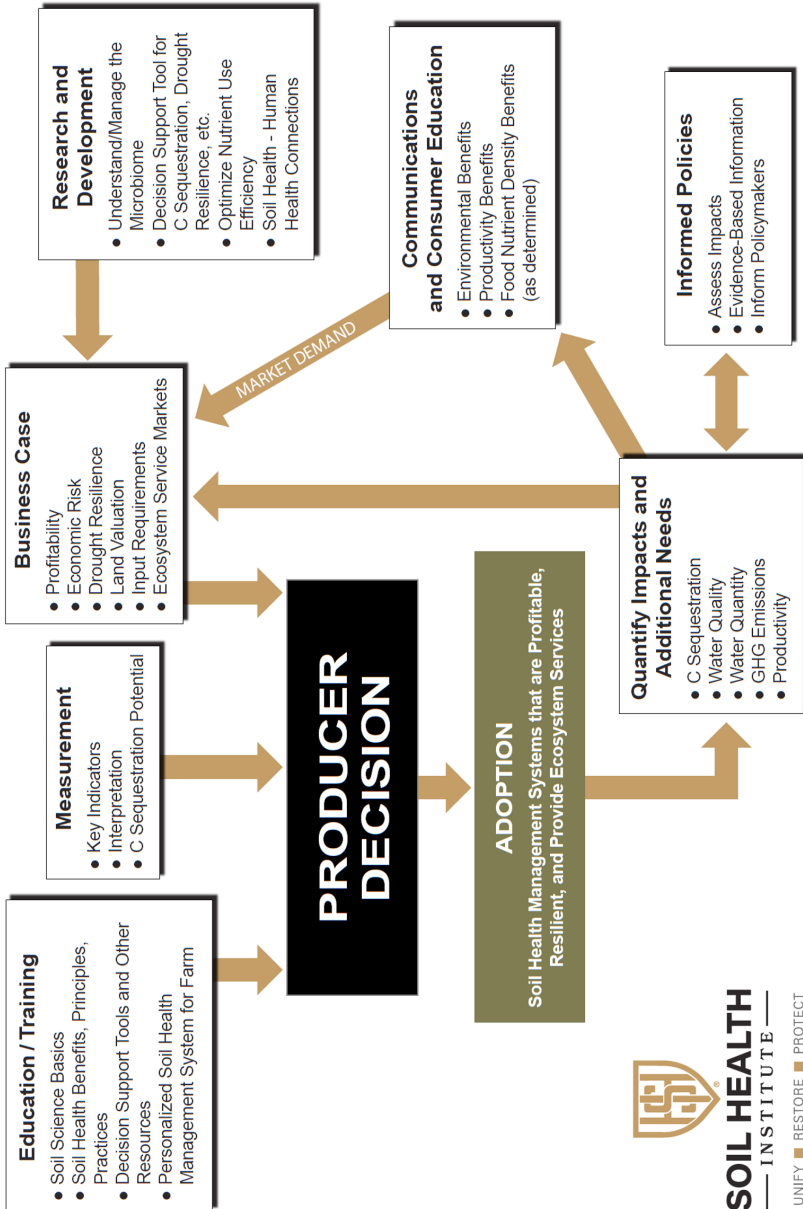 Education / Training
• Soil Science Basics
• Soil Health Benefits, Principles,
Practices
• Decision Support Tools and Other
Resources
• Personalized Soil Health
Management System for Farm
Measurement
• Key Indicators
• Interpretation
• C Sequestration Potential
Business Case
• Profitability
• Economic Risk
• Drought Resilience
• Land Valuation
• Input Requirements
• Ecosystem Service Markets
Research and
Development
• Understand/Manage the
Microbiome
• Decision Support Tool for
C Sequestration, Drought
Resilience, etc.
• Optimize Nutrient Use
Efficiency
• Soil Health - Human
Health Connections
PRODUCER
DECISION
MARKET DEMAND
Communications
and Consumer Education
• Environmental Benefits
• Productivity Benefits
• Food Nutrient Density Benefits
(as determined)
ADOPTION
Soil Health Management Systems that are Profitable,
Resilient, and Provide Ecosystem Services
Quantify Impacts and
Additional Needs
• C Sequestration
• Water Quality
• Water Quantity
• GHG Emissions
• Productivity
Informed Policies
• Assess Impacts
• Evidence-Based Information
• Inform Policymakers
SHI
®
SOIL HEALTH
INSTITUTE
UNIFY ■ RESTORE ■ PROTECT